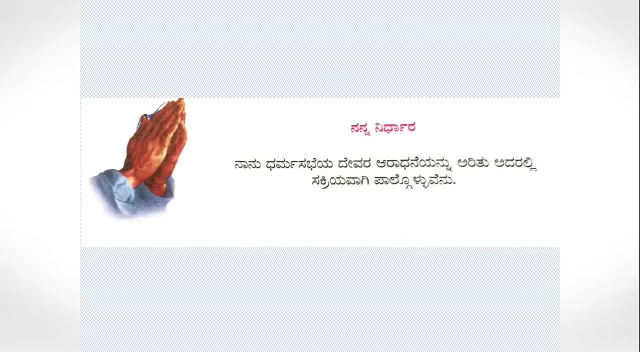 ನನ್ನ ನಿರ್ಧಾರ
ನಾನು ಧರ್ಮಸಭೆಯ ದೇವರ ಆರಾಧನೆಯನ್ನು ಅರಿತು ಅದರಲ್ಲಿ
ಸಕ್ರಿಯವಾಗಿ ಪಾಲ್ಗೊಳ್ಳುವೆನು.